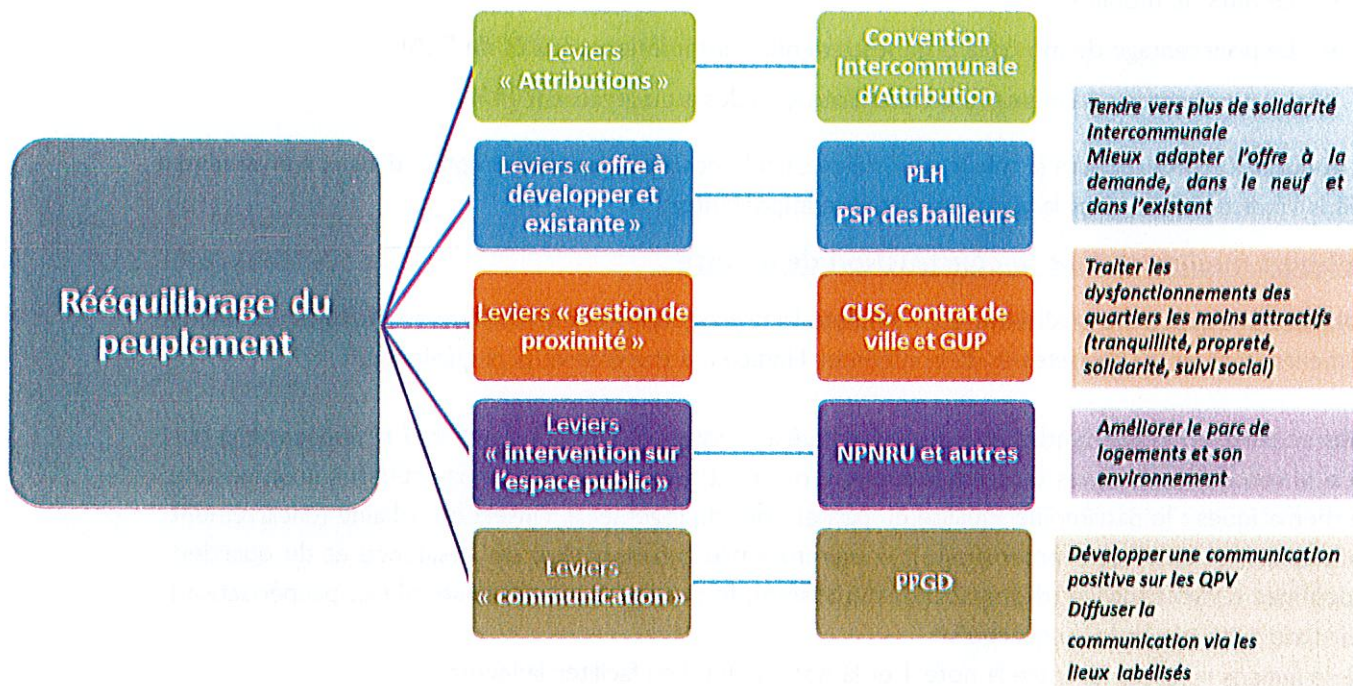 Rééquilibrage du
peuplement
Leviers
« Attributions »
Convention
Intercommunale
d'Attribution
Leviers « offre à
développer et
existante »
PLH
PSP des bailleurs
Tendre vers plus de solidarité
Intercommunale
Mieux adapter l'offre à la
demande, dans le neuf et
dans l'existant
Leviers « gestion de
proximité »
CUS, Contrat de
ville et GUP
Traiter les
dysfonctionnements des
quartiers les moins attractifs
(tranquillité, propreté,
solidarité, suivi social)
Leviers
« intervention sur
l'espace public »
NPNRU et autres
Améliorer le parc de
logements et son
environnement
Leviers
« communication »
PPGD
Développer une communication
positive sur les QPV
Diffuser la
communication via les
lieux labélisés